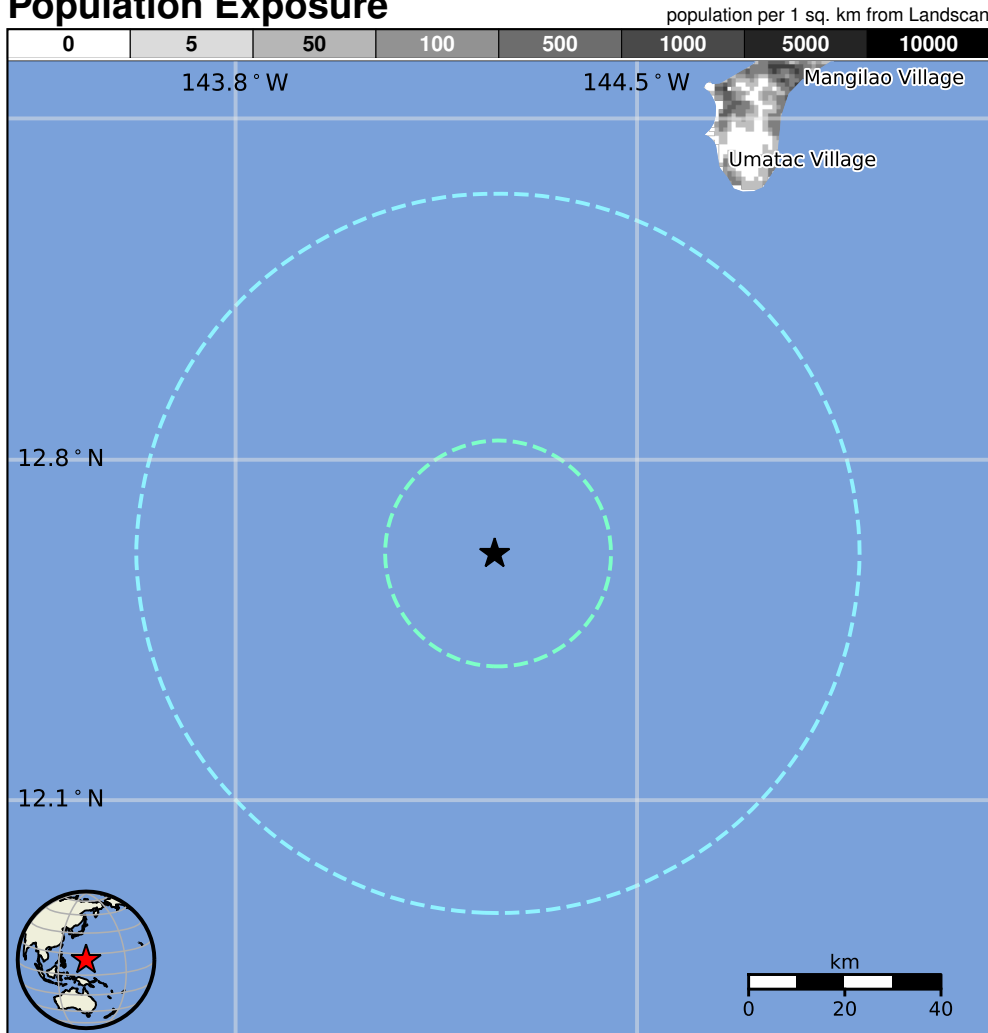 Population Exposure
population per 1 sq. km from Landscan
0 5 50 100 500 1000 5000 10000
143.8°W 144.5°W
Mangilao Village
Umatac Village
12.8°N
12.1°N
km
0 20 40